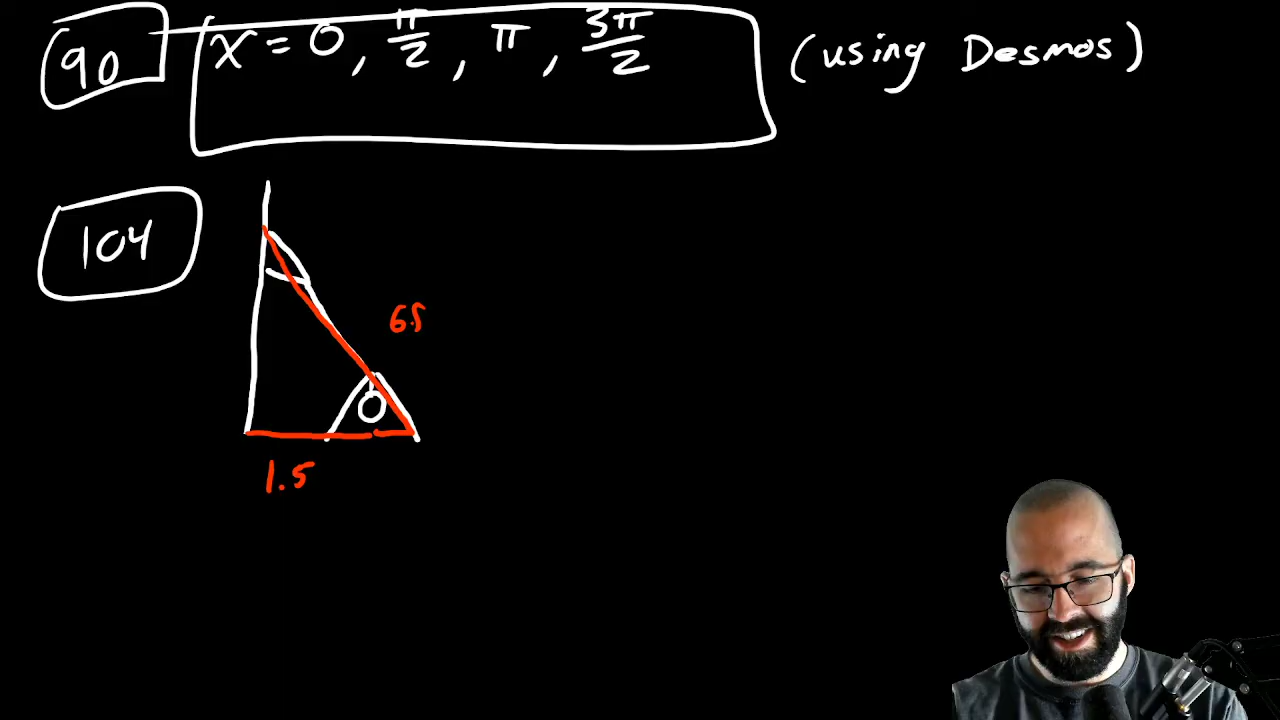 90 x = 0, π/2, π, 3π/2 (using Desmos)
104
6.5
θ
1.5